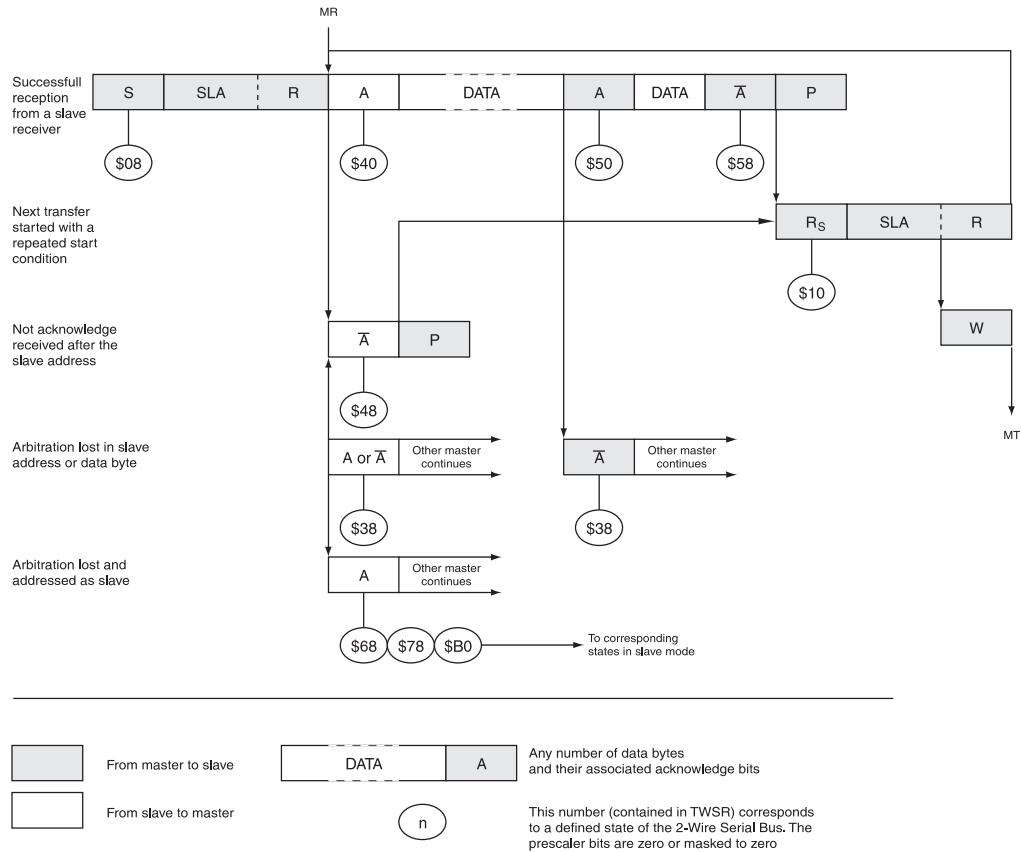 MR
Successfull
reception
from a slave
receiver
S SLA R A DATA A DATA A̅ P
$08 $40 $50 $58
Next transfer
started with a
repeated start
condition
RS SLA R
$10
W
MT
Not acknowledge
received after the
slave address
A̅ P
$48
Arbitration lost in slave
address or data byte
A or A̅ Other master
continues
A̅ Other master
continues
$38 $38
Arbitration lost and
addressed as slave
A Other master
continues
$68 $78 $B0 To corresponding
states in slave mode
From master to slave
DATA A
Any number of data bytes
and their associated acknowledge bits
From slave to master
n
This number (contained in TWSR) corresponds
to a defined state of the 2-Wire Serial Bus. The
prescaler bits are zero or masked to zero